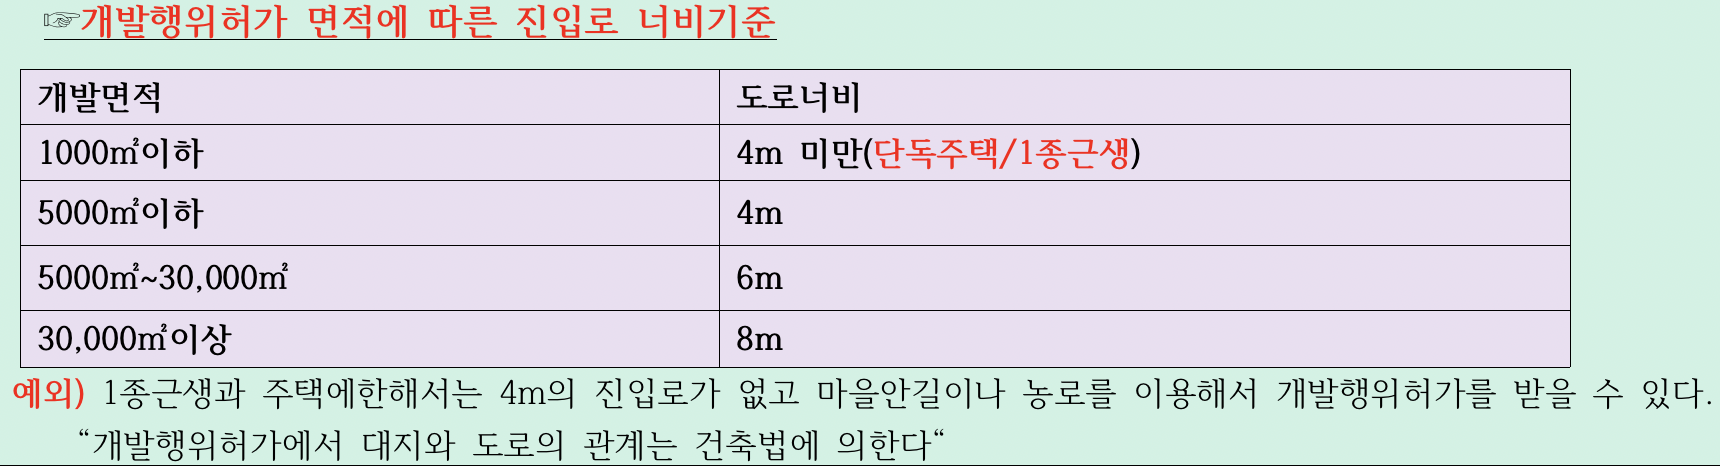 ☞개발행위허가 면적에 따른 진입로 너비기준
개발면적 도로너비
1000㎡이하 4m 미만(단독주택/1종근생)
5000㎡이하 4m
5000㎡~30,000㎡ 6m
30,000㎡이상 8m
예외) 1종근생과 주택에한해서는 4m의 진입로가 없고 마을안길이나 농로를 이용해서 개발행위허가를 받을 수 있다.
“개발행위허가에서 대지와 도로의 관계는 건축법에 의한다“